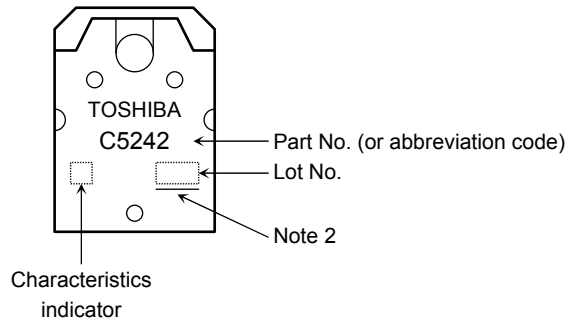 TOSHIBA
C5242
Part No. (or abbreviation code)
Lot No.
Note 2
Characteristics
indicator